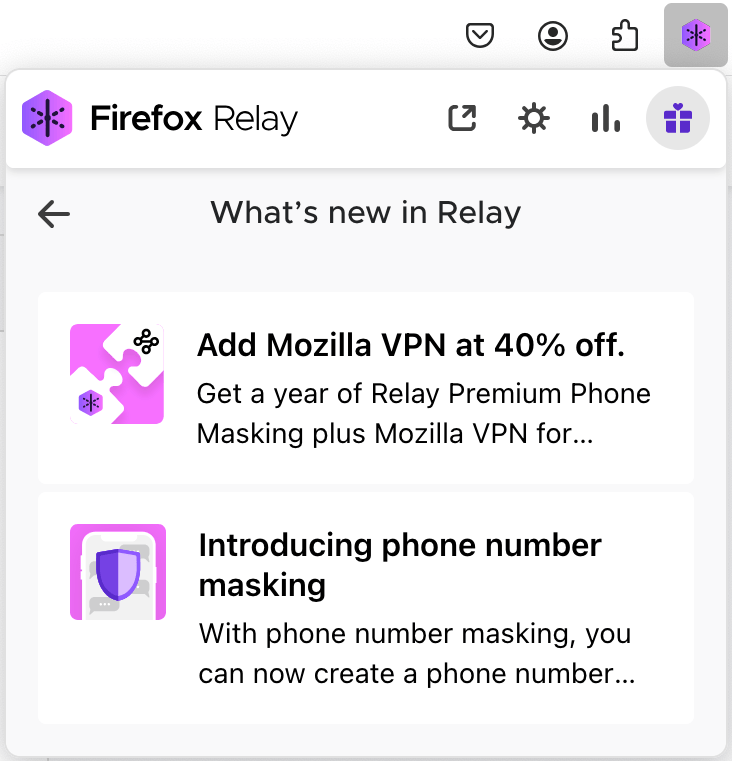 Firefox Relay
What’s new in Relay
Add Mozilla VPN at 40% off.
Get a year of Relay Premium Phone
Masking plus Mozilla VPN for...
Introducing phone number
masking
With phone number masking, you
can now create a phone number...